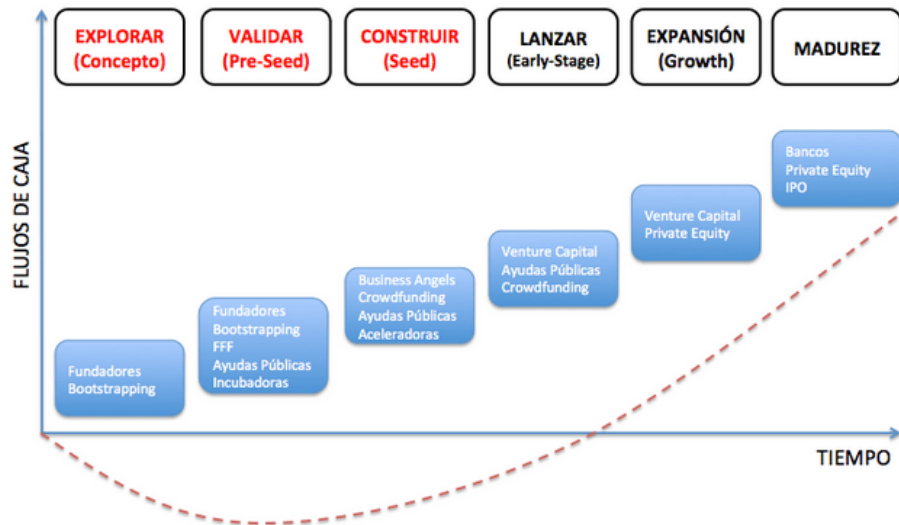 EXPLORAR
(Concepto)
VALIDAR
(Pre-Seed)
CONSTRUIR
(Seed)
LANZAR
(Early-Stage)
EXPANSIÓN
(Growth)
MADUREZ
FLUJOS DE CAJA
Fundadores
Bootstrapping
Fundadores
Bootstrapping
FFF
Ayudas Públicas
Incubadoras
Business Angels
Crowdfunding
Ayudas Públicas
Aceleradoras
Venture Capital
Ayudas Públicas
Crowdfunding
Venture Capital
Private Equity
Bancos
Private Equity
IPO
TIEMPO